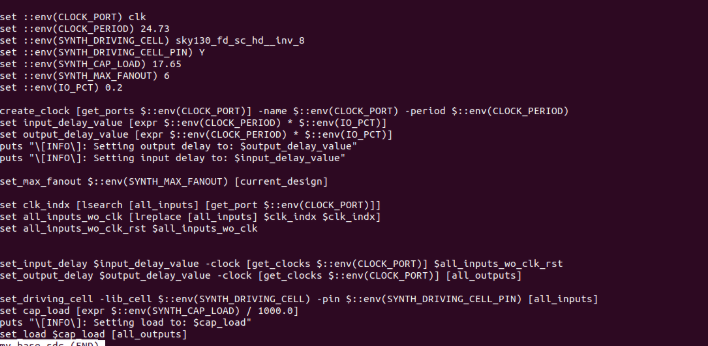 set ::env(CLOCK_PORT) clk
set ::env(CLOCK_PERIOD) 24.73
set ::env(SYNTH_DRIVING_CELL) sky130_fd_sc_hd__inv_8
set ::env(SYNTH_DRIVING_CELL_PIN) Y
set ::env(SYNTH_CAP_LOAD) 17.65
set ::env(SYNTH_MAX_FANOUT) 6
set ::env(IO_PCT) 0.2
create_clock [get_ports $::env(CLOCK_PORT)] -name $::env(CLOCK_PORT) -period $::env(CLOCK_PERIOD)
set input_delay_value [expr $::env(CLOCK_PERIOD) * $::env(IO_PCT)]
set output_delay_value [expr $::env(CLOCK_PERIOD) * $::env(IO_PCT)]
puts "\[INFO\]: Setting output delay to: $output_delay_value"
puts "\[INFO\]: Setting input delay to: $input_delay_value"
set_max_fanout $::env(SYNTH_MAX_FANOUT) [current_design]
set clk_indx [lsearch [all_inputs] [get_port $::env(CLOCK_PORT)]]
set all_inputs_wo_clk [lreplace [all_inputs] $clk_indx $clk_indx]
set all_inputs_wo_clk_rst $all_inputs_wo_clk
set_input_delay $input_delay_value -clock [get_clocks $::env(CLOCK_PORT)] $all_inputs_wo_clk_rst
set_output_delay $output_delay_value -clock [get_clocks $::env(CLOCK_PORT)] [all_outputs]
set_driving_cell -lib_cell $::env(SYNTH_DRIVING_CELL) -pin $::env(SYNTH_DRIVING_CELL_PIN) [all_inputs]
set cap_load [expr $::env(SYNTH_CAP_LOAD) / 1000.0]
puts "\[INFO\]: Setting load to: $cap_load"
set_load $cap_load [all_outputs]
my_base.sdc (END)